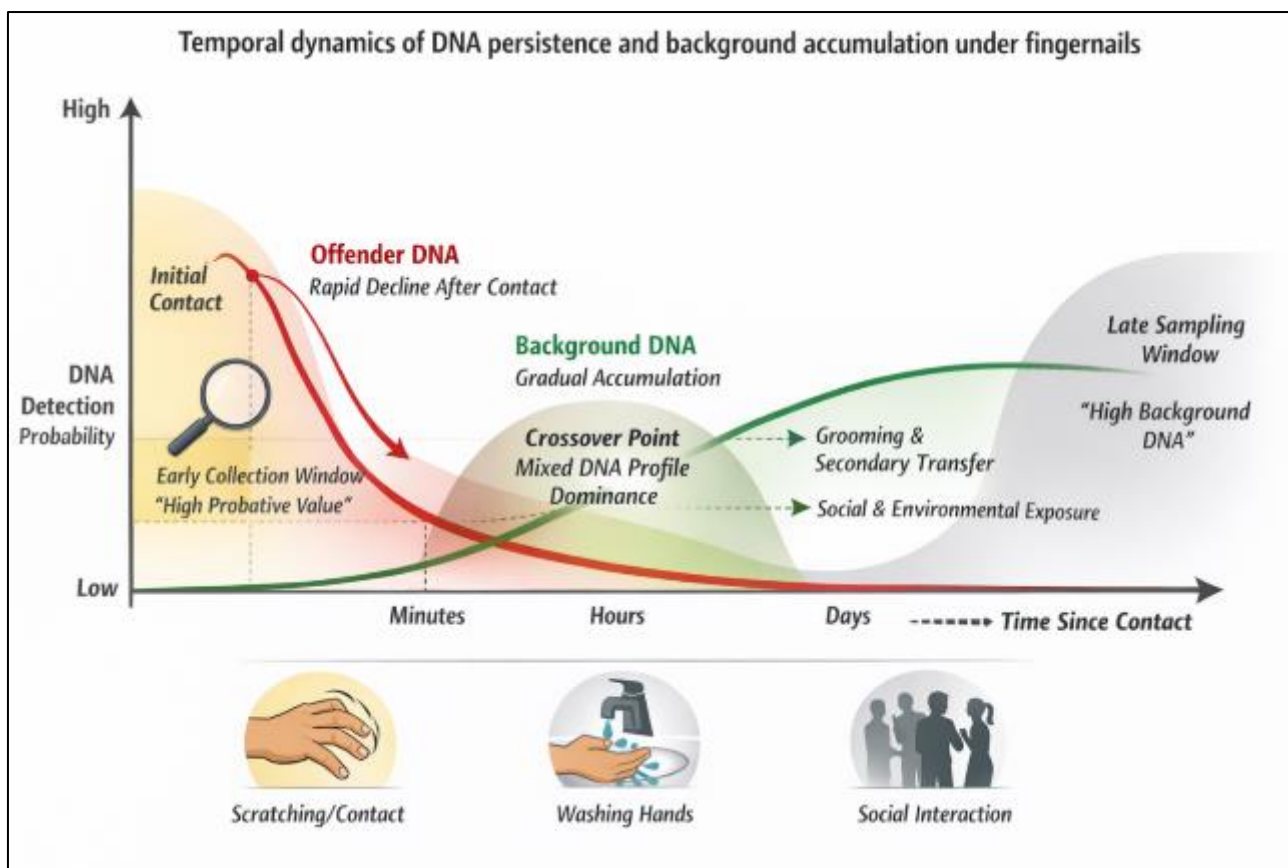 Temporal dynamics of DNA persistence and background accumulation under fingernails
High
Initial
Contact
Offender DNA
Rapid Decline After Contact
Background DNA
Gradual Accumulation
Late Sampling
Window
"High Background
DNA"
DNA
Detection
Probability
Crossover Point
Mixed DNA Profile
Dominance
Grooming &
Secondary Transfer
Early Collection Window
"High Probative Value"
Social & Environmental Exposure
Low
Minutes
Hours
Days
Time Since Contact
Scratching/Contact
Washing Hands
Social Interaction